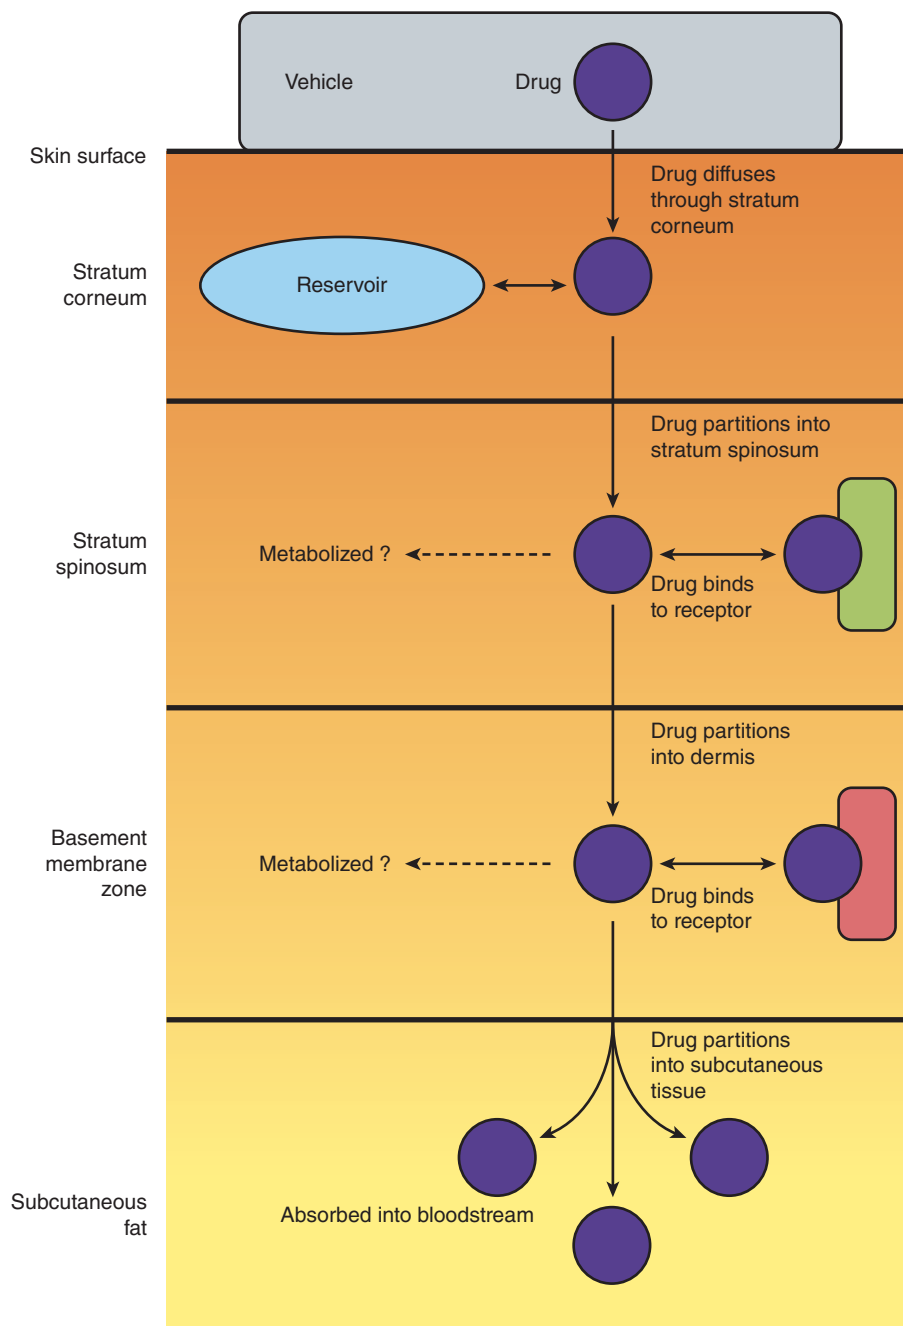 Vehicle
Drug
Skin surface
Drug diffuses
through stratum
corneum
Stratum
corneum
Reservoir
Drug partitions into
stratum spinosum
Stratum
spinosum
Metabolized ?
Drug binds
to receptor
Drug partitions
into dermis
Basement
membrane
zone
Metabolized ?
Drug binds
to receptor
Drug partitions
into subcutaneous
tissue
Subcutaneous
fat
Absorbed into bloodstream